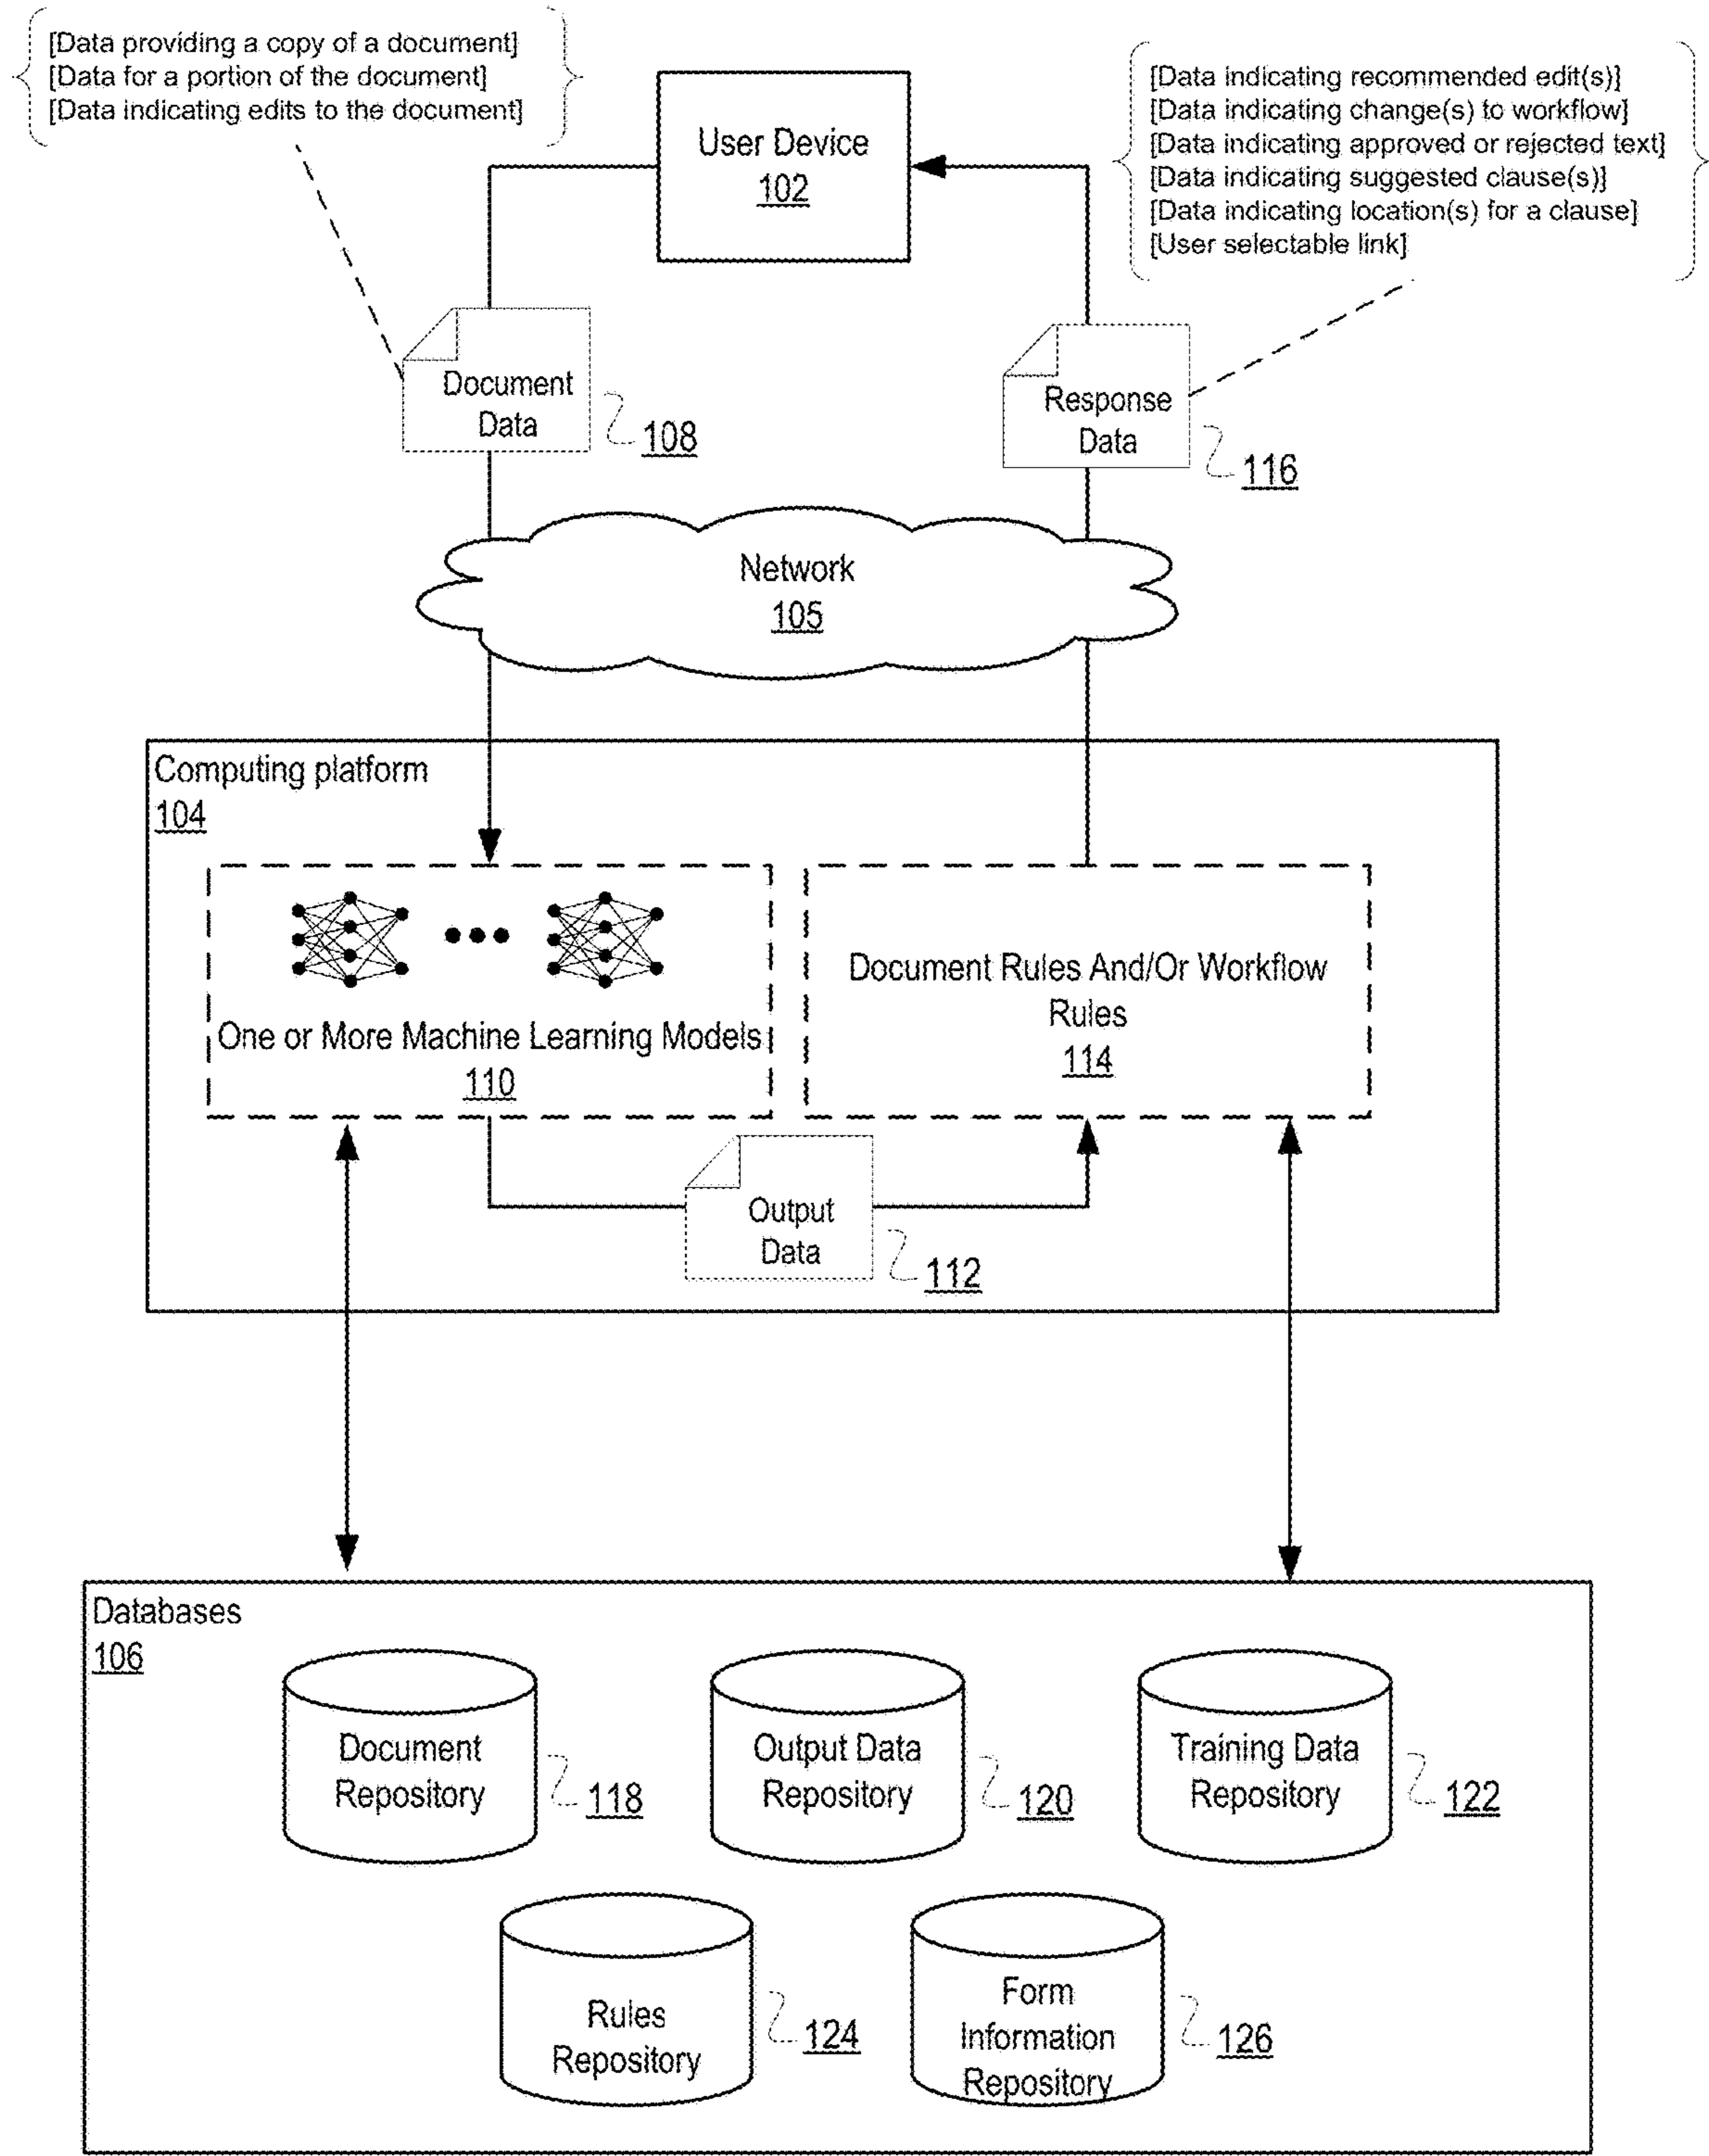 [Data providing a copy of a document]
[Data for a portion of the document]
[Data indicating edits to the document]
User Device
102
[Data indicating recommended edit(s)]
[Data indicating change(s) to workflow]
[Data indicating approved or rejected text]
[Data indicating suggested clause(s)]
[Data indicating location(s) for a clause]
[User selectable link]
Document
Data
108
Response
Data
116
Network
105
Computing platform
104
One or More Machine Learning Models
110
Document Rules And/Or Workflow
Rules
114
Output
Data
112
Databases
106
Document
Repository
118
Output Data
Repository
120
Training Data
Repository
122
Rules
Repository
124
Form
Information
Repository
126